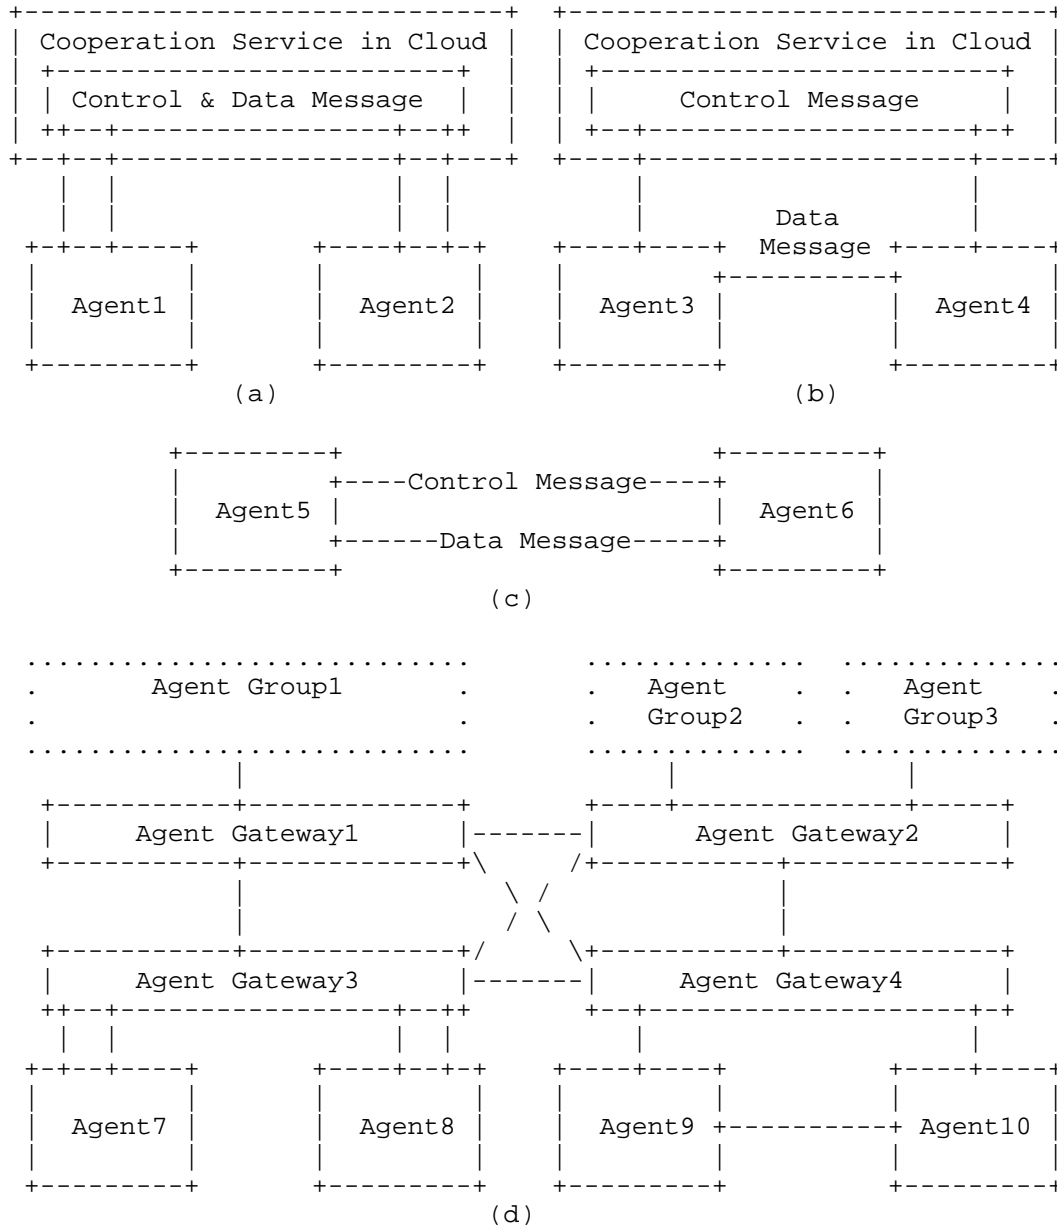 Cooperation Service in Cloud
Control & Data Message
Cooperation Service in Cloud
Control Message
Data
Message
Agent1
Agent2
Agent3
Agent4
(a)
(b)
Control Message
Agent5
Agent6
Data Message
(c)
Agent Group1
Agent
Group2
Agent
Group3
Agent Gateway1
Agent Gateway2
Agent Gateway3
Agent Gateway4
Agent7
Agent8
Agent9
Agent10
(d)